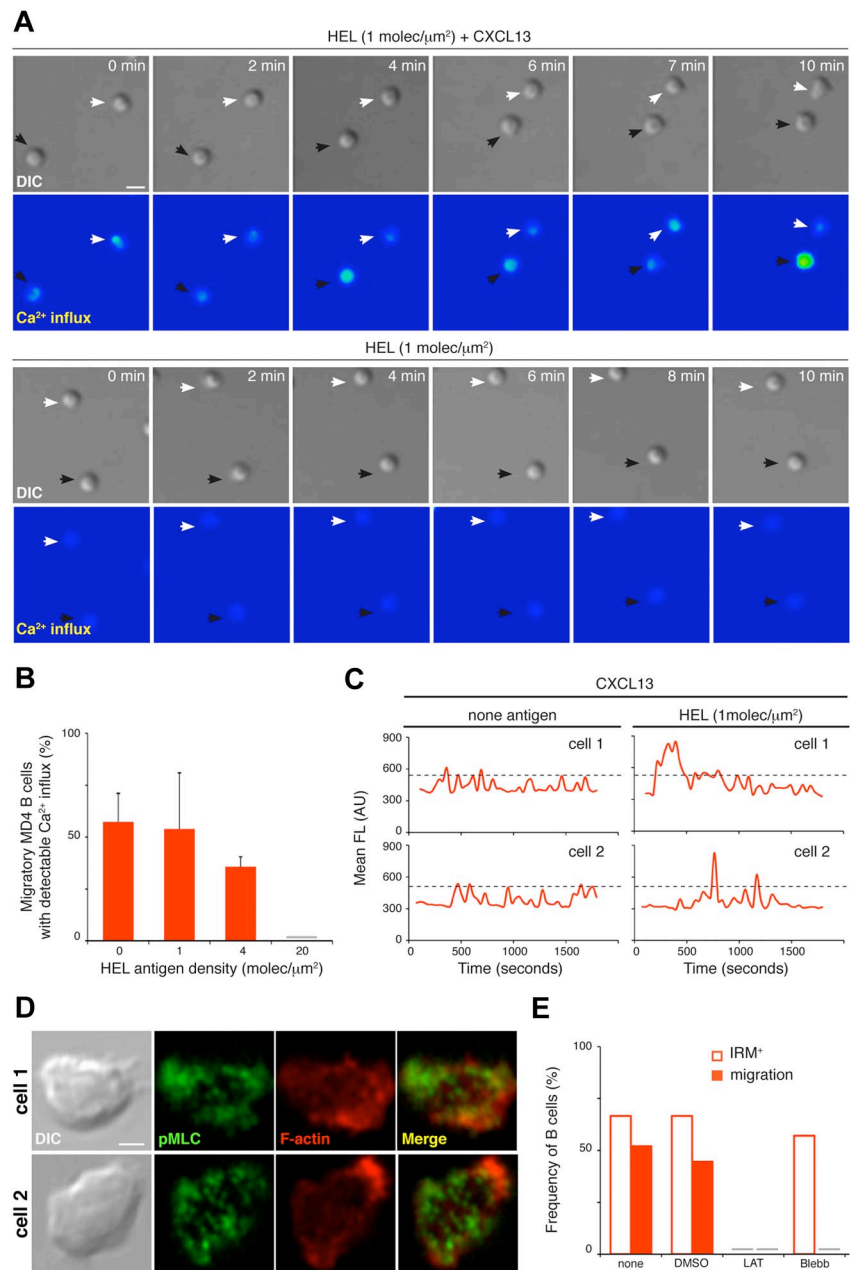 A
HEL (1 molec/μm²) + CXCL13
0 min
2 min
4 min
6 min
7 min
10 min
DIC
Ca²⁺ influx
HEL (1 molec/μm²)
0 min
2 min
4 min
6 min
8 min
10 min
DIC
Ca²⁺ influx
B
Migratory MD4 B cells
with detectable Ca²⁺ influx (%)
100
50
0
0 1 4 20
HEL antigen density (molec/μm²)
C
CXCL13
none antigen
HEL (1molec/μm²)
Mean FL (AU)
900
600
300
0
cell 1
cell 1
900
600
300
0
cell 2
cell 2
0 500 1000 1500
0 500 1000 1500
Time (seconds)
Time (seconds)
D
cell 1
DIC
pMLC
F-actin
Merge
cell 2
E
Frequency of B cells (%)
100
50
0
IRM⁺
migration
none DMSO LAT Blebb